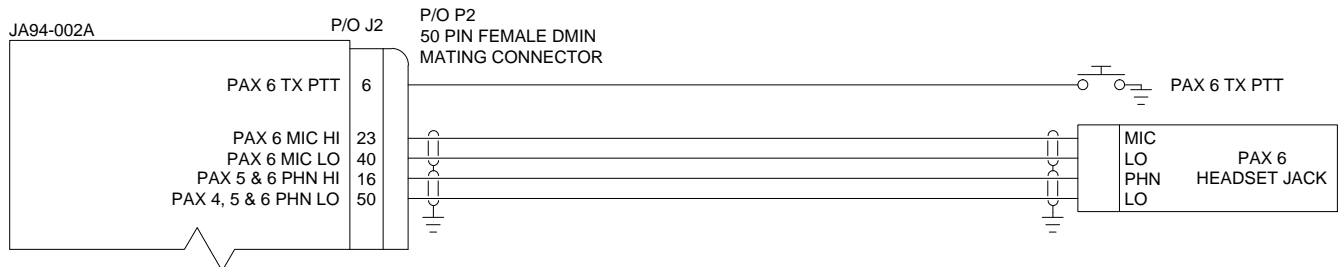 JA94-002A
P/O J2
P/O P2
50 PIN FEMALE DMIN
MATING CONNECTOR
PAX 6 TX PTT 6 PAX 6 TX PTT
PAX 6 MIC HI 23 MIC
PAX 6 MIC LO 40 LO
PAX 5 & 6 PHN HI 16 PHN
PAX 4, 5 & 6 PHN LO 50 LO
PAX 6
HEADSET JACK